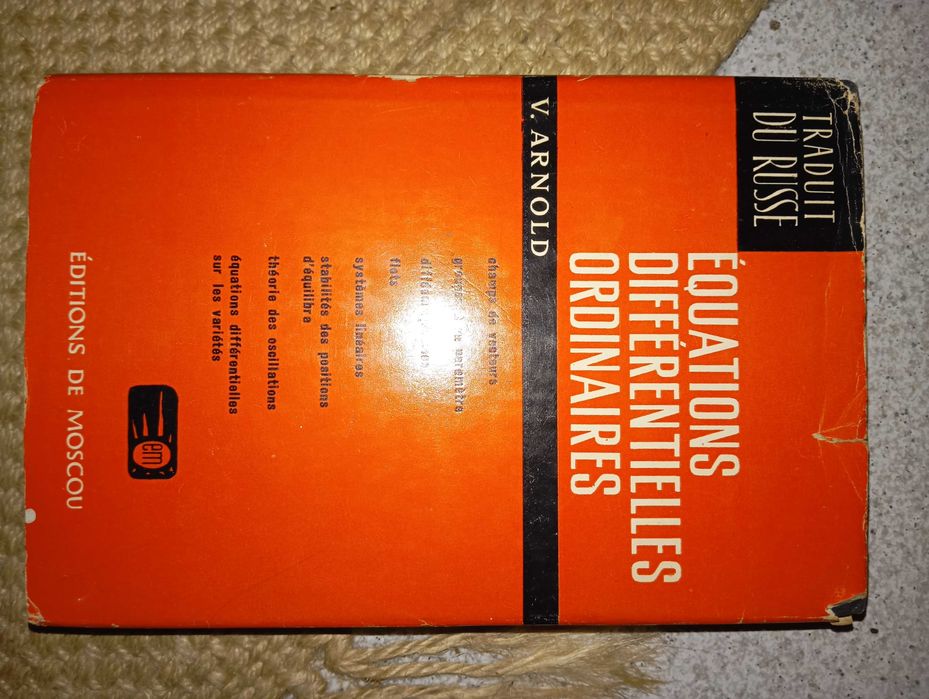 TRADUIT
DU RUSSE
ÉQUATIONS
DIFFÉRENTIELLES
ORDINAIRES
V. ARNOLD
champs de vecteurs
paramètre
flots
systèmes linéaires
stabilités des positions
d'équilibre
théorie des oscillations
équations différentielles
sur les variétés
em
ÉDITIONS DE MOSCOU